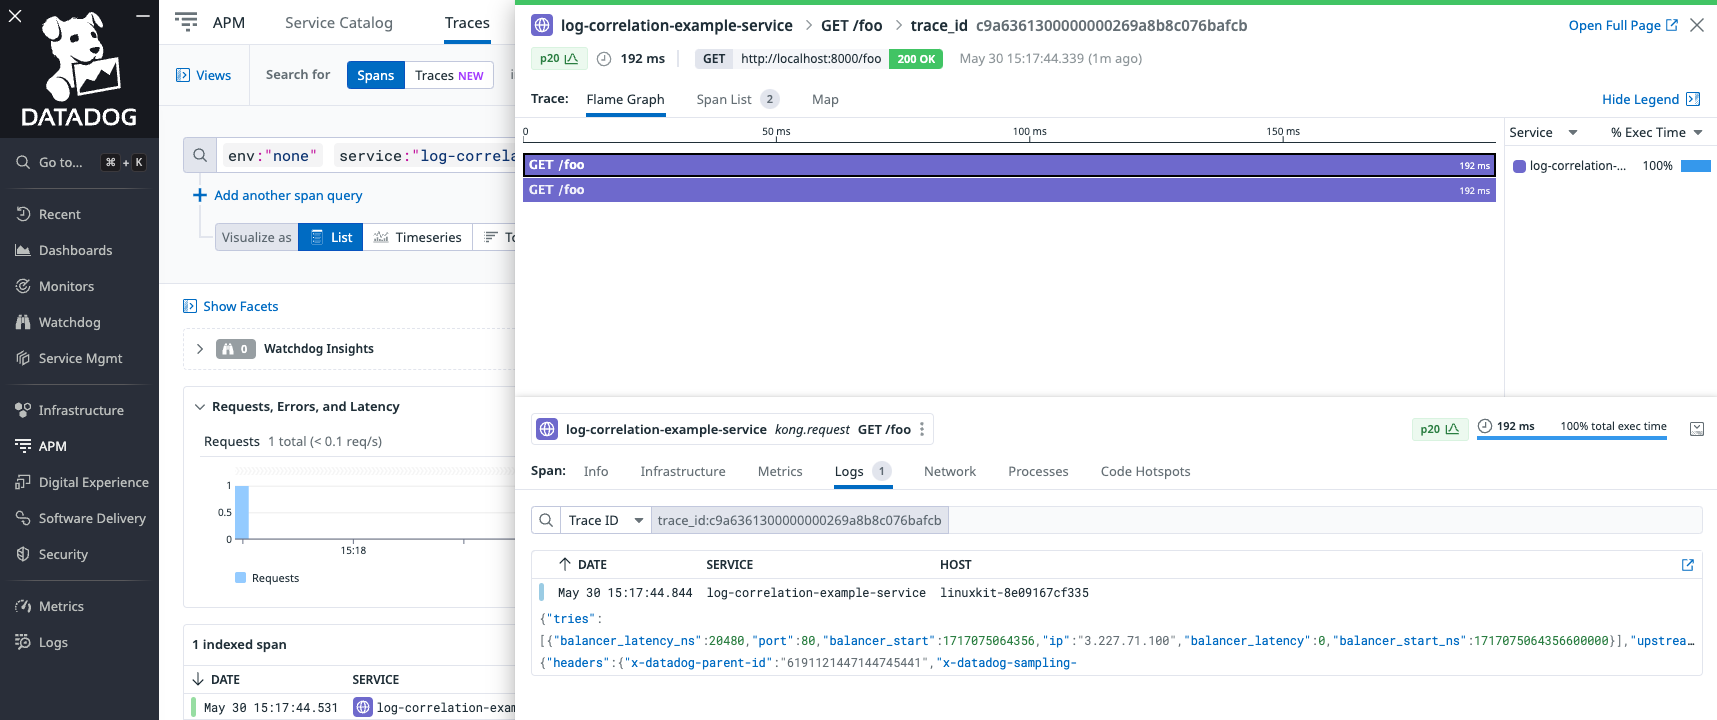 DATADOG
Go to... ⌘ + K
Recent
Dashboards
Monitors
Watchdog
Service Mgmt
Infrastructure
APM
Digital Experience
Software Delivery
Security
Metrics
Logs
APM Service Catalog Traces
Views Search for Spans Traces NEW
env:"none" service:"log-correla
Add another span query
Visualize as List Timeseries
Show Facets
0 Watchdog Insights
Requests, Errors, and Latency
Requests 1 total (< 0.1 req/s)
1
0.5
0
15:18
Requests
1 indexed span
DATE SERVICE
May 30 15:17:44.531 log-correlation-exam
log-correlation-example-service > GET /foo > trace_id c9a6361300000000269a8b8c076bafcb
Open Full Page
p20 192 ms GET http://localhost:8000/foo 200 OK May 30 15:17:44.339 (1m ago)
Trace: Flame Graph Span List 2 Map
Hide Legend
0 50 ms 100 ms 150 ms
Service % Exec Time
GET /foo 192 ms
log-correlation-... 100%
GET /foo 192 ms
log-correlation-example-service kong.request GET /foo
p20 192 ms 100% total exec time
Span: Info Infrastructure Metrics Logs 1 Network Processes Code Hotspots
Trace ID trace_id:c9a6361300000000269a8b8c076bafcb
DATE SERVICE HOST
May 30 15:17:44.844 log-correlation-example-service linuxkit-8e09167cf335
{"tries":
[{"balancer_latency_ns":20480,"port":80,"balancer_start":1717075064356,"ip":"3.227.71.100","balancer_latency":0,"balancer_start_ns":1717075064356600000}],"upstrea...
{"headers":{"x-datadog-parent-id":"6191121447144745441","x-datadog-sampling-